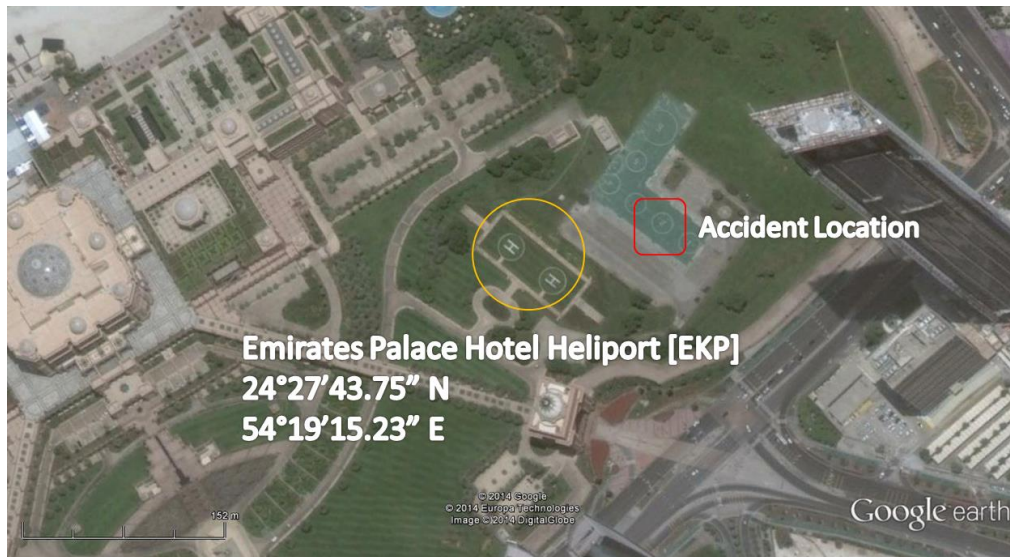 Accident Location
H
H
Emirates Palace Hotel Heliport [EKP]
24°27’43.75” N
54°19’15.23” E
152 m
© 2014 Google
© 2014 Europa Technologies
Image © 2014 DigitalGlobe
Google earth